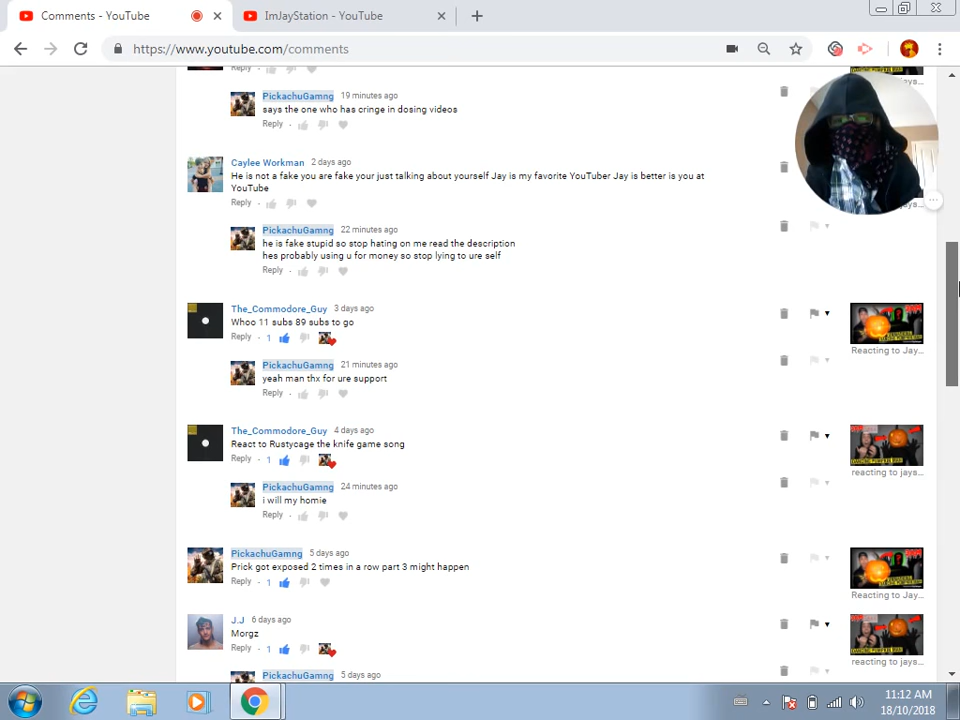 Comments - YouTube
ImJayStation - YouTube
https://www.youtube.com/comments
Reply
PickachuGamng 19 minutes ago
says the one who has cringe in dosing videos
Reply
Caylee Workman 2 days ago
He is not a fake you are fake your just talking about yourself Jay is my favorite YouTuber Jay is better is you at
YouTube
Reply
PickachuGamng 22 minutes ago
he is fake stupid so stop hating on me read the description
hes probably using u for money so stop lying to ure self
Reply
The_Commodore_Guy 3 days ago
Whoo 11 subs 89 subs to go
Reply 1
Reacting to Jay...
PickachuGamng 21 minutes ago
yeah man thx for ure support
Reply
The_Commodore_Guy 4 days ago
React to Rustycage the knife game song
Reply 1
reacting to jays...
PickachuGamng 24 minutes ago
i will my homie
Reply
PickachuGamng 5 days ago
Prick got exposed 2 times in a row part 3 might happen
Reply 1
Reacting to Jay...
J.J 6 days ago
Morgz
Reply 1
reacting to jays...
PickachuGamng 5 days ago
11:12 AM
18/10/2018